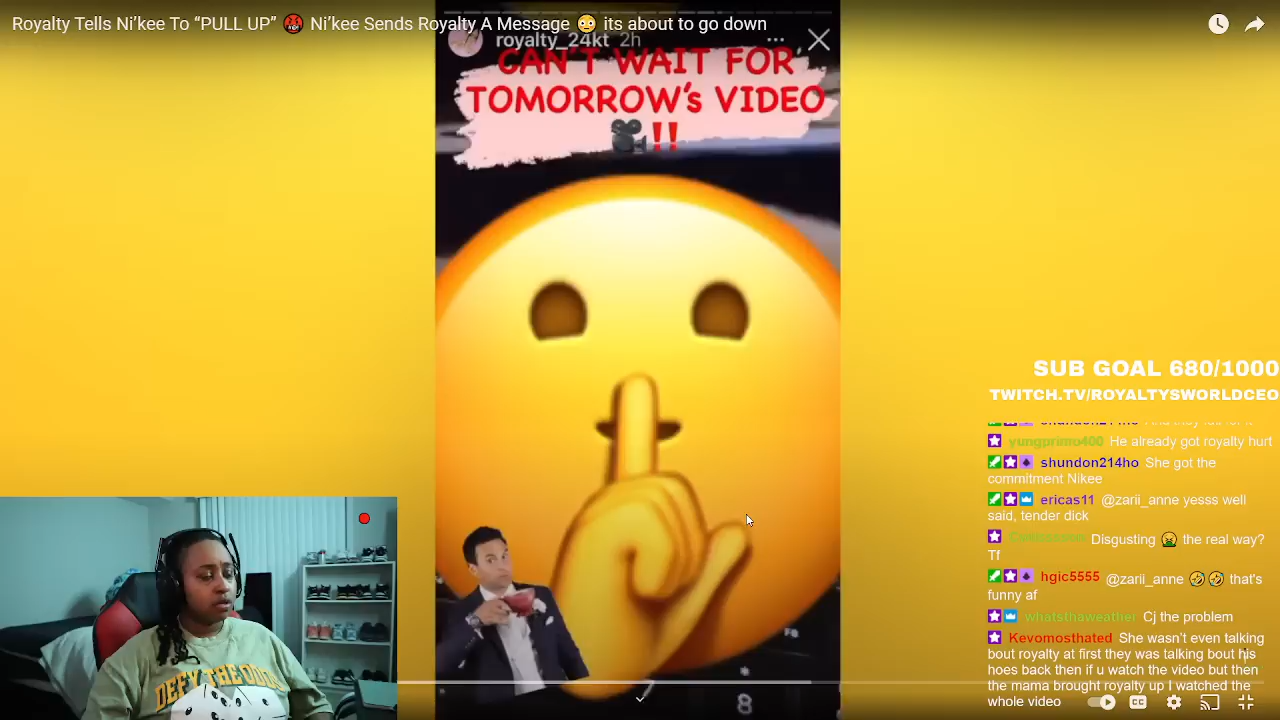 Royalty Tells Ni’kee To “PULL UP” 🤬 Ni’kee Sends Royalty A Message 😳 its about to go down
royalty_24kt 2h
CAN'T WAIT FOR
TOMORROW's VIDEO
🎥‼️
SUB GOAL 680/1000
TWITCH.TV/ROYALTYSWORLDCEO
yungprimo400 He already got royalty hurt
shundon214ho She got the
commitment Nikee
ericas11 @zarii_anne yesss well
said, tender dick
Disgusting 🤮 the real way?
Tf
hgic5555 @zarii_anne 🤣🤣 that's
funny af
whatsthaweather Cj the problem
Kevomosthated She wasn't even talking
bout royalty at first they was talking bout his
hoes back then if u watch the video but then
the mama brought royalty up I watched the
whole video
CC
DEFY THE ODDS
8